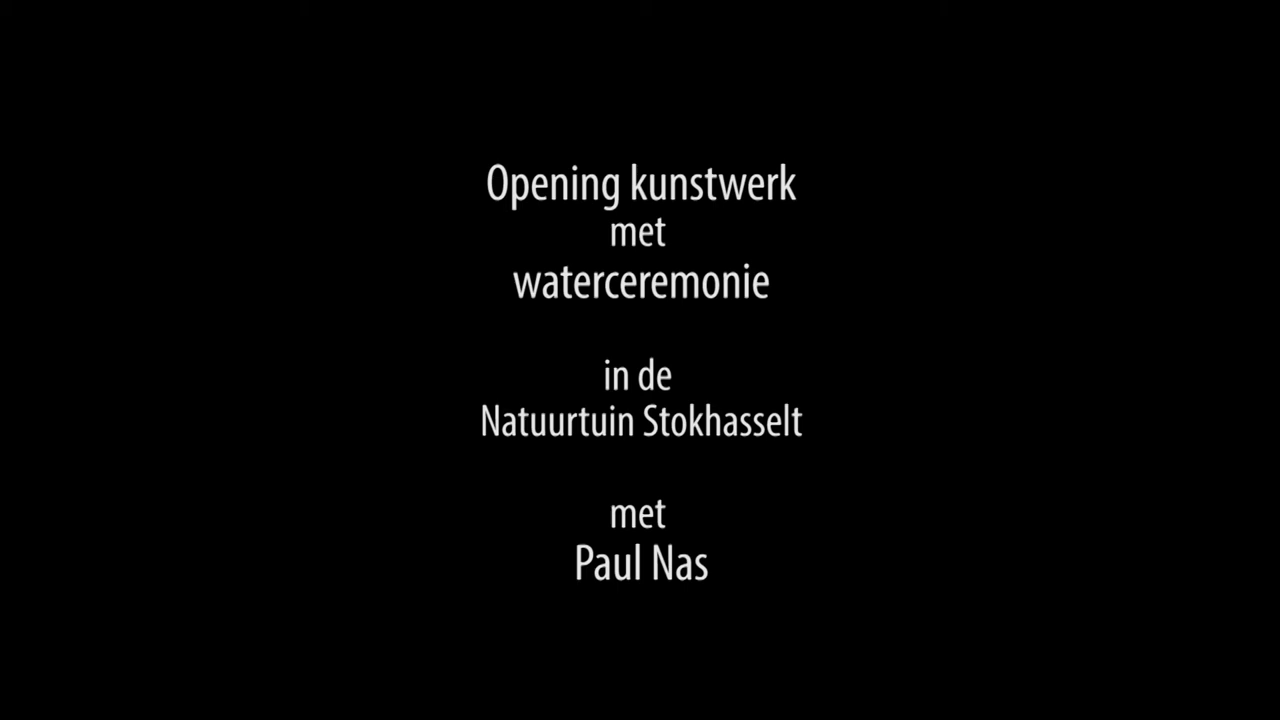 Opening kunstwerk
met
waterceremonie
in de
Natuurtuin Stokhasselt
met
Paul Nas